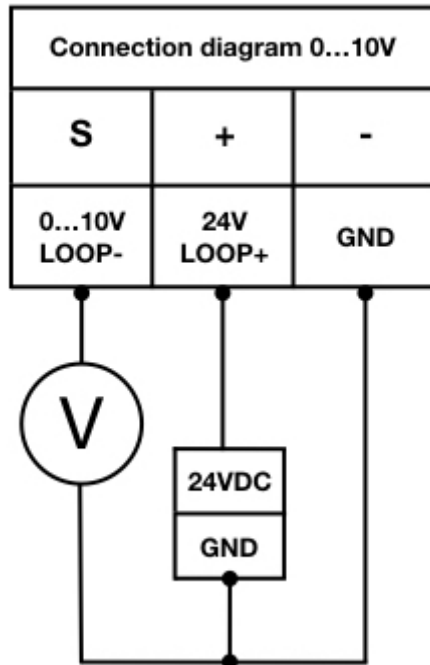 Connection diagram 0...10V
S + -
0...10V 24V GND
LOOP- LOOP+
V
24VDC
GND